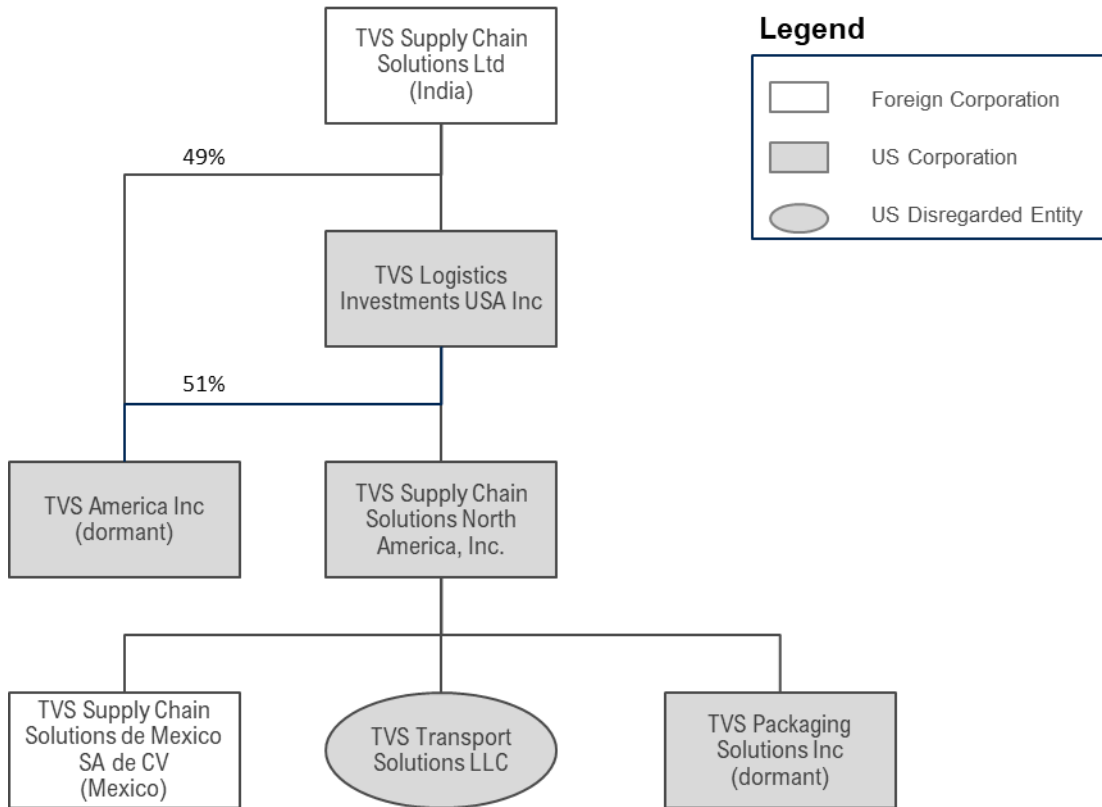 TVS Supply Chain
Solutions Ltd
(India)
Legend
Foreign Corporation
US Corporation
US Disregarded Entity
49%
TVS Logistics
Investments USA Inc
51%
TVS America Inc
(dormant)
TVS Supply Chain
Solutions North
America, Inc.
TVS Supply Chain
Solutions de Mexico
SA de CV
(Mexico)
TVS Transport
Solutions LLC
TVS Packaging
Solutions Inc
(dormant)